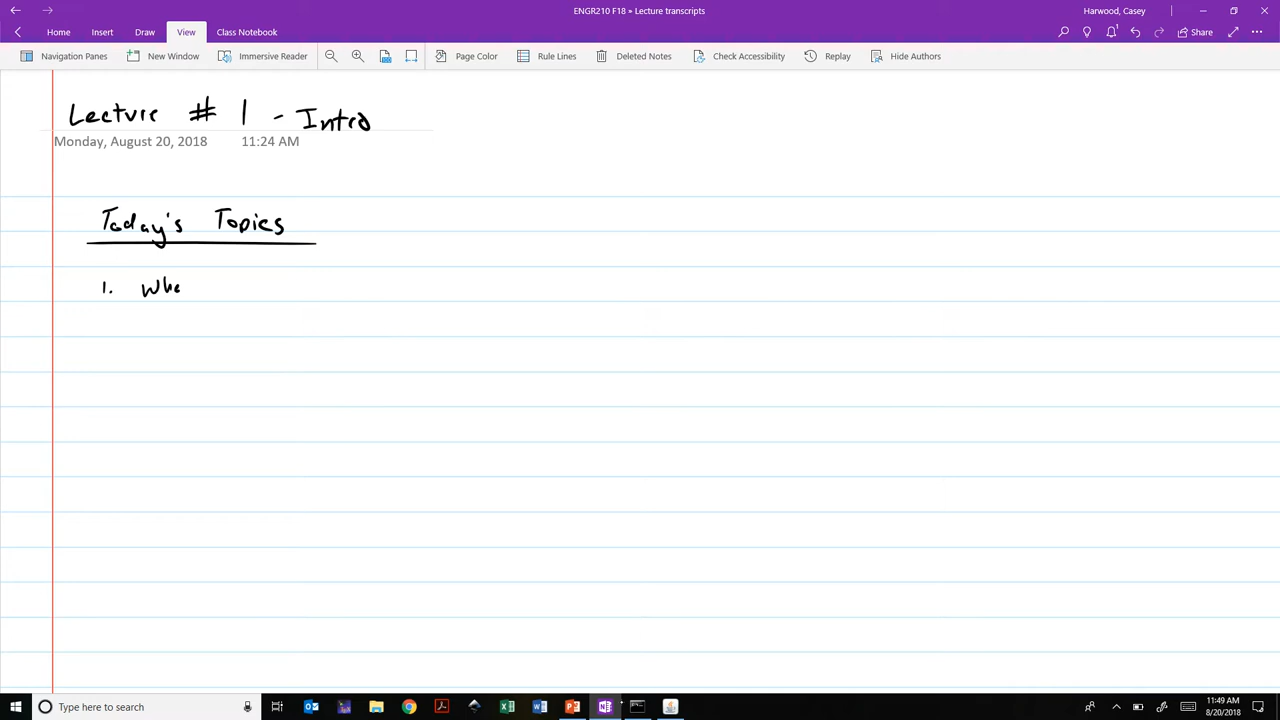 ENGR210 F18 » Lecture transcripts
Harwood, Casey
Home Insert Draw View Class Notebook
Share
Navigation Panes New Window Immersive Reader Page Color Rule Lines Deleted Notes Check Accessibility Replay Hide Authors
Lecture # 1 - Intro
Monday, August 20, 2018 11:24 AM
Today's Topics
1. Whe
Type here to search
11:49 AM
8/20/2018